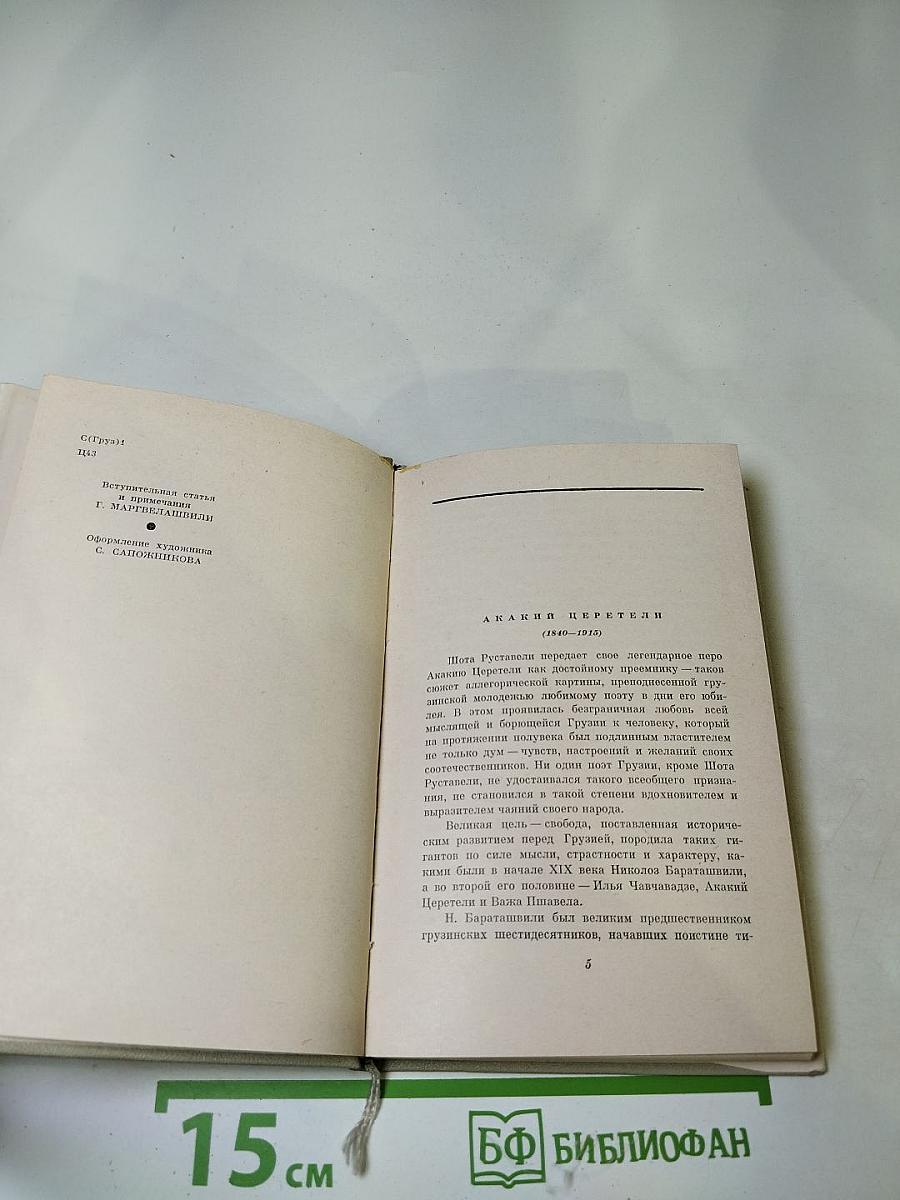 С(Груз)1
Ц43
Вступительная статья
и примечания
Г. МАРГВЕЛАШВИЛИ
Оформление художника
С. САПОЖНИКОВА
АКАКИЙ ЦЕРЕТЕЛИ
(1840—1915)
Шота Руставели передает свое легендарное перо
Акакию Церетели как достойному преемнику — таков
сюжет аллегорической картины, преподнесенной гру-
зинской молодежью любимому поэту в дни его юби-
лея. В этом проявилась безграничная любовь всей
мыслящей и борющейся Грузии к человеку, который
на протяжении полувека был подлинным властителем
не только дум — чувств, настроений и желаний своих
соотечественников. Ни один поэт Грузии, кроме Шота
Руставели, не удостаивался такого всеобщего призна-
ния, не становился в такой степени вдохновителем и
выразителем чаяний своего народа.
Великая цель — свобода, поставленная историче-
ским развитием перед Грузией, породила таких ги-
гантов по силе мысли, страстности и характеру, ка-
кими были в начале XIX века Николоз Бараташвили,
а во второй его половине — Илья Чавчавадзе, Акакий
Церетели и Важа Пшавела.
Н. Бараташвили был великим предшественником
грузинских шестидесятников, начавших поистине ти-
5
15 см
БФ БИБЛИОФАН